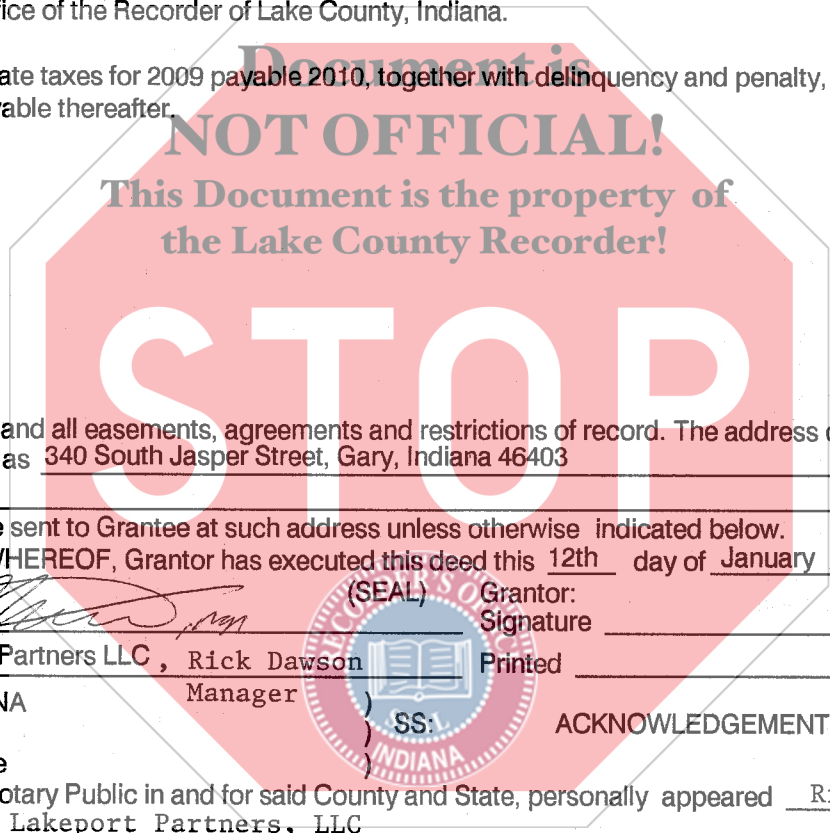 fice of the Recorder of Lake County, Indiana.
Document is
ate taxes for 2009 payable 2010, together with delinquency and penalty,
able thereafter.
NOT OFFICIAL!
This Document is the property of
the Lake County Recorder!
STOP
and all easements, agreements and restrictions of record. The address o
as 340 South Jasper Street, Gary, Indiana 46403
e sent to Grantee at such address unless otherwise indicated below.
WHEREOF, Grantor has executed this deed this 12th day of January
(SEAL) Grantor:
Signature
Partners LLC, Rick Dawson Printed
Manager
NA ) SS: ACKNOWLEDGEMENT
)
)
e
otary Public in and for said County and State, personally appeared Ri
Lakeport Partners, LLC
RECORDER'S OFFICE
SEAL
INDIANA